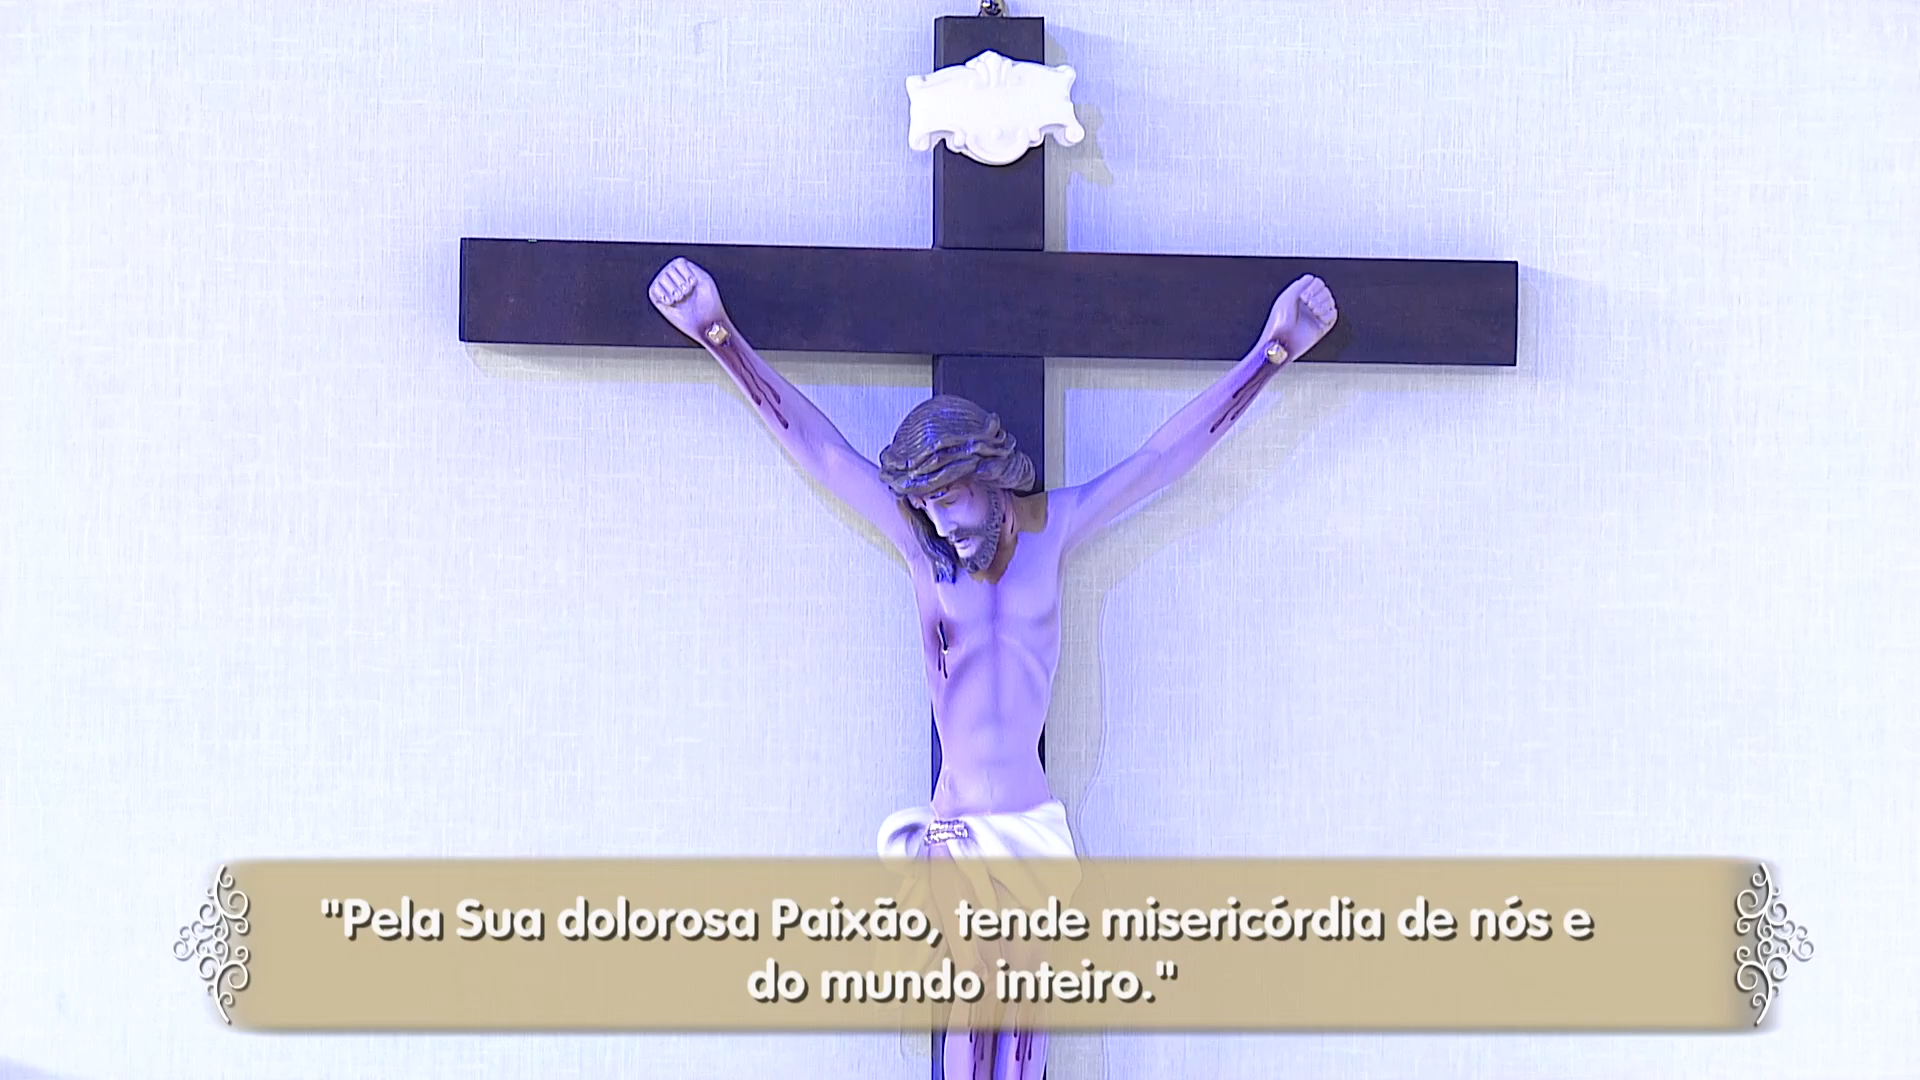 "Pela Sua dolorosa Paixão, tende misericórdia de nós e
do mundo inteiro."